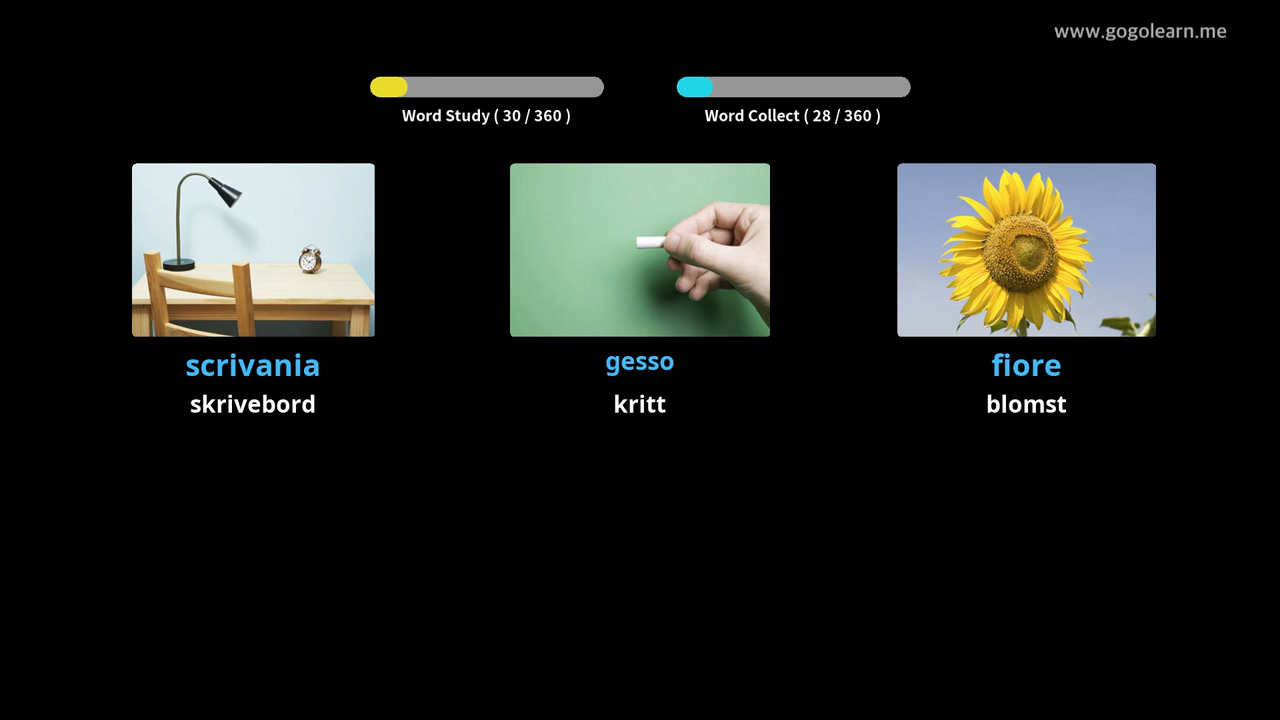 www.gogolearn.me
Word Study ( 30 / 360 )
Word Collect ( 28 / 360 )
scrivania
skrivebord
gesso
kritt
fiore
blomst